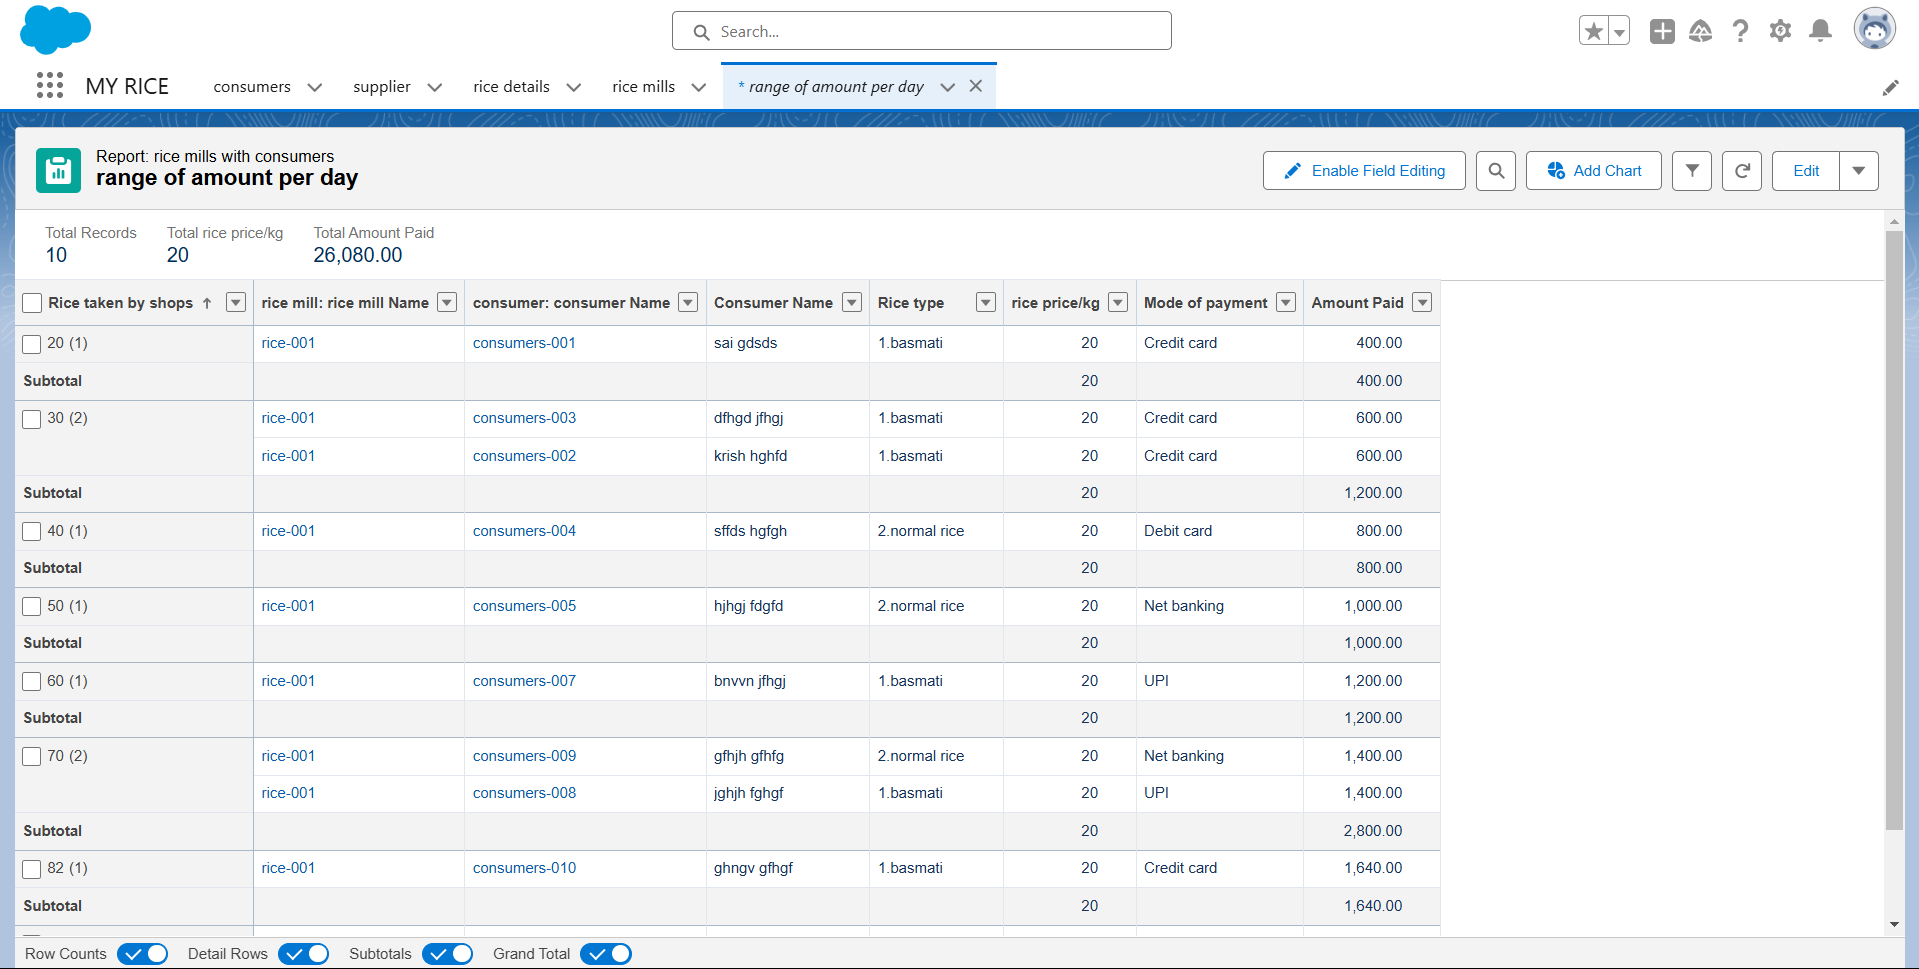 Search...
MY RICE consumers supplier rice details rice mills * range of amount per day
Report: rice mills with consumers
range of amount per day
Enable Field Editing Add Chart Edit
Total Records Total rice price/kg Total Amount Paid
10 20 26,080.00
Rice taken by shops ↑ rice mill: rice mill Name consumer: consumer Name Consumer Name Rice type rice price/kg Mode of payment Amount Paid
20 (1) rice-001 consumers-001 sai gdsds 1.basmati 20 Credit card 400.00
Subtotal 20 400.00
30 (2) rice-001 consumers-003 dfhgd jfhgj 1.basmati 20 Credit card 600.00
rice-001 consumers-002 krish hghfd 1.basmati 20 Credit card 600.00
Subtotal 20 1,200.00
40 (1) rice-001 consumers-004 sffds hgfgh 2.normal rice 20 Debit card 800.00
Subtotal 20 800.00
50 (1) rice-001 consumers-005 hjhgj fdgfd 2.normal rice 20 Net banking 1,000.00
Subtotal 20 1,000.00
60 (1) rice-001 consumers-007 bnvvn jfhgj 1.basmati 20 UPI 1,200.00
Subtotal 20 1,200.00
70 (2) rice-001 consumers-009 gfhjh gfhfg 2.normal rice 20 Net banking 1,400.00
rice-001 consumers-008 jghjh fghgf 1.basmati 20 UPI 1,400.00
Subtotal 20 2,800.00
82 (1) rice-001 consumers-010 ghngv gfhgf 1.basmati 20 Credit card 1,640.00
Subtotal 20 1,640.00
Row Counts Detail Rows Subtotals Grand Total